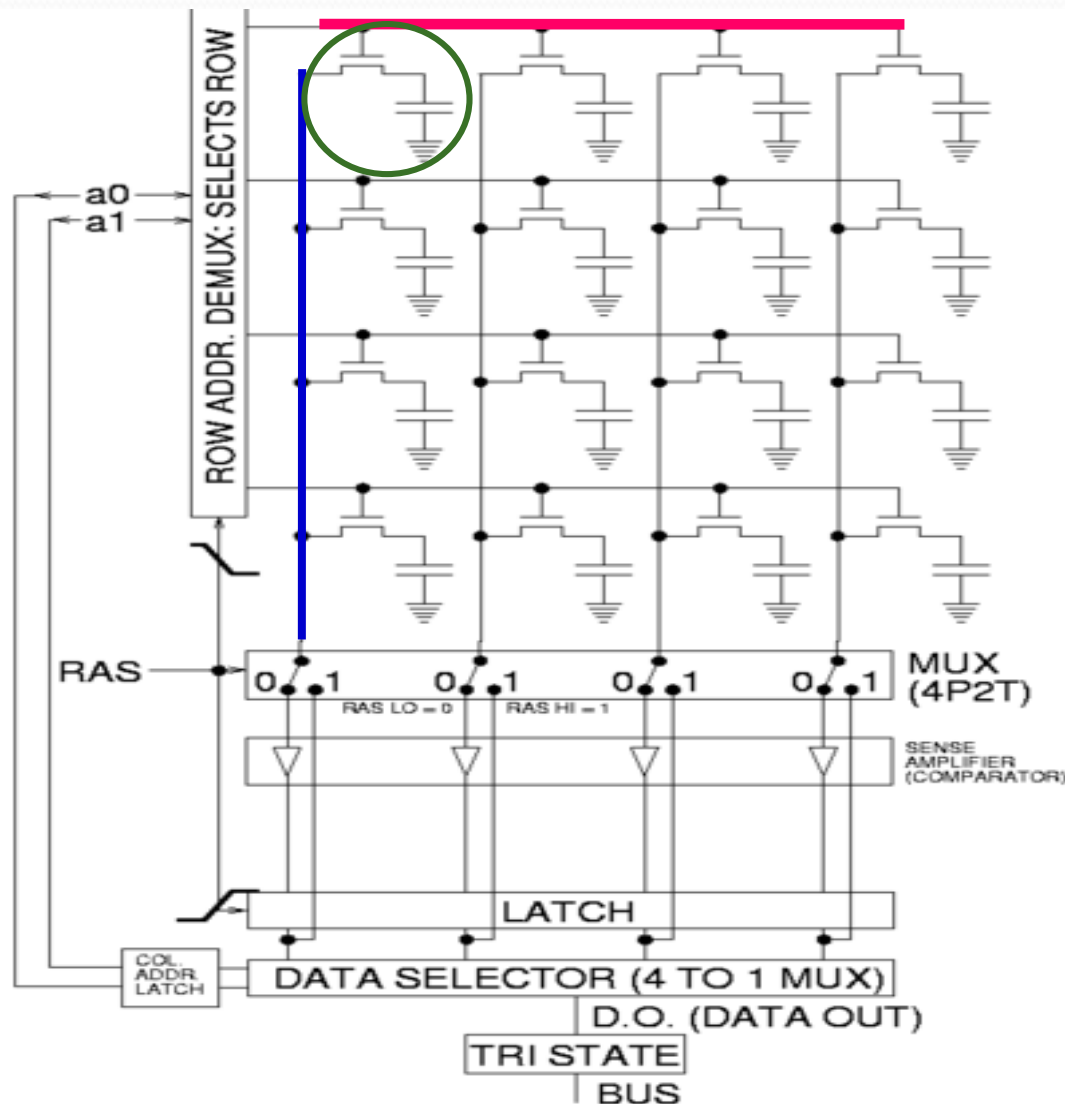 ROW ADDR. DEMUX: SELECTS ROW
a0
a1
RAS
0 1 0 1 0 1 0 1
MUX
(4P2T)
RAS LO = 0 RAS HI = 1
SENSE
AMPLIFIER
(COMPARATOR)
LATCH
COL.
ADDR.
LATCH
DATA SELECTOR (4 TO 1 MUX)
D.O. (DATA OUT)
TRI STATE
BUS